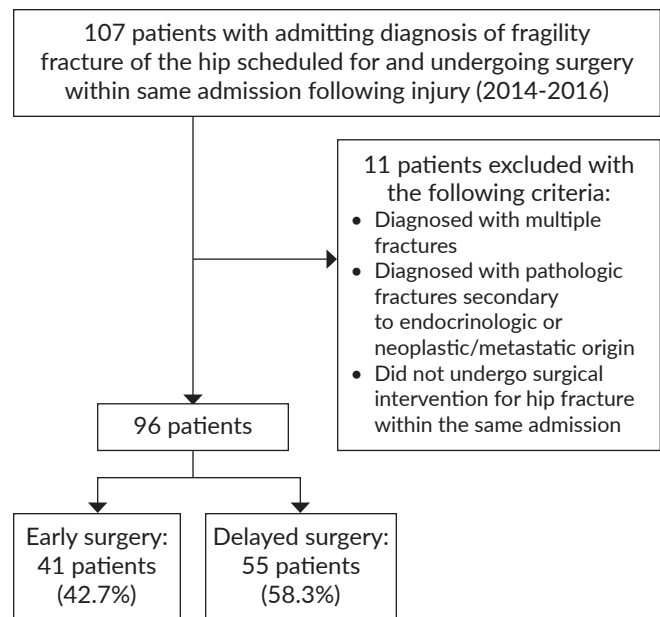 107 patients with admitting diagnosis of fragility
fracture of the hip scheduled for and undergoing surgery
within same admission following injury (2014-2016)
11 patients excluded with
the following criteria:
• Diagnosed with multiple
fractures
• Diagnosed with pathologic
fractures secondary
to endocrinologic or
neoplastic/metastatic origin
• Did not undergo surgical
intervention for hip fracture
within the same admission
96 patients
Early surgery:
41 patients
(42.7%)
Delayed surgery:
55 patients
(58.3%)